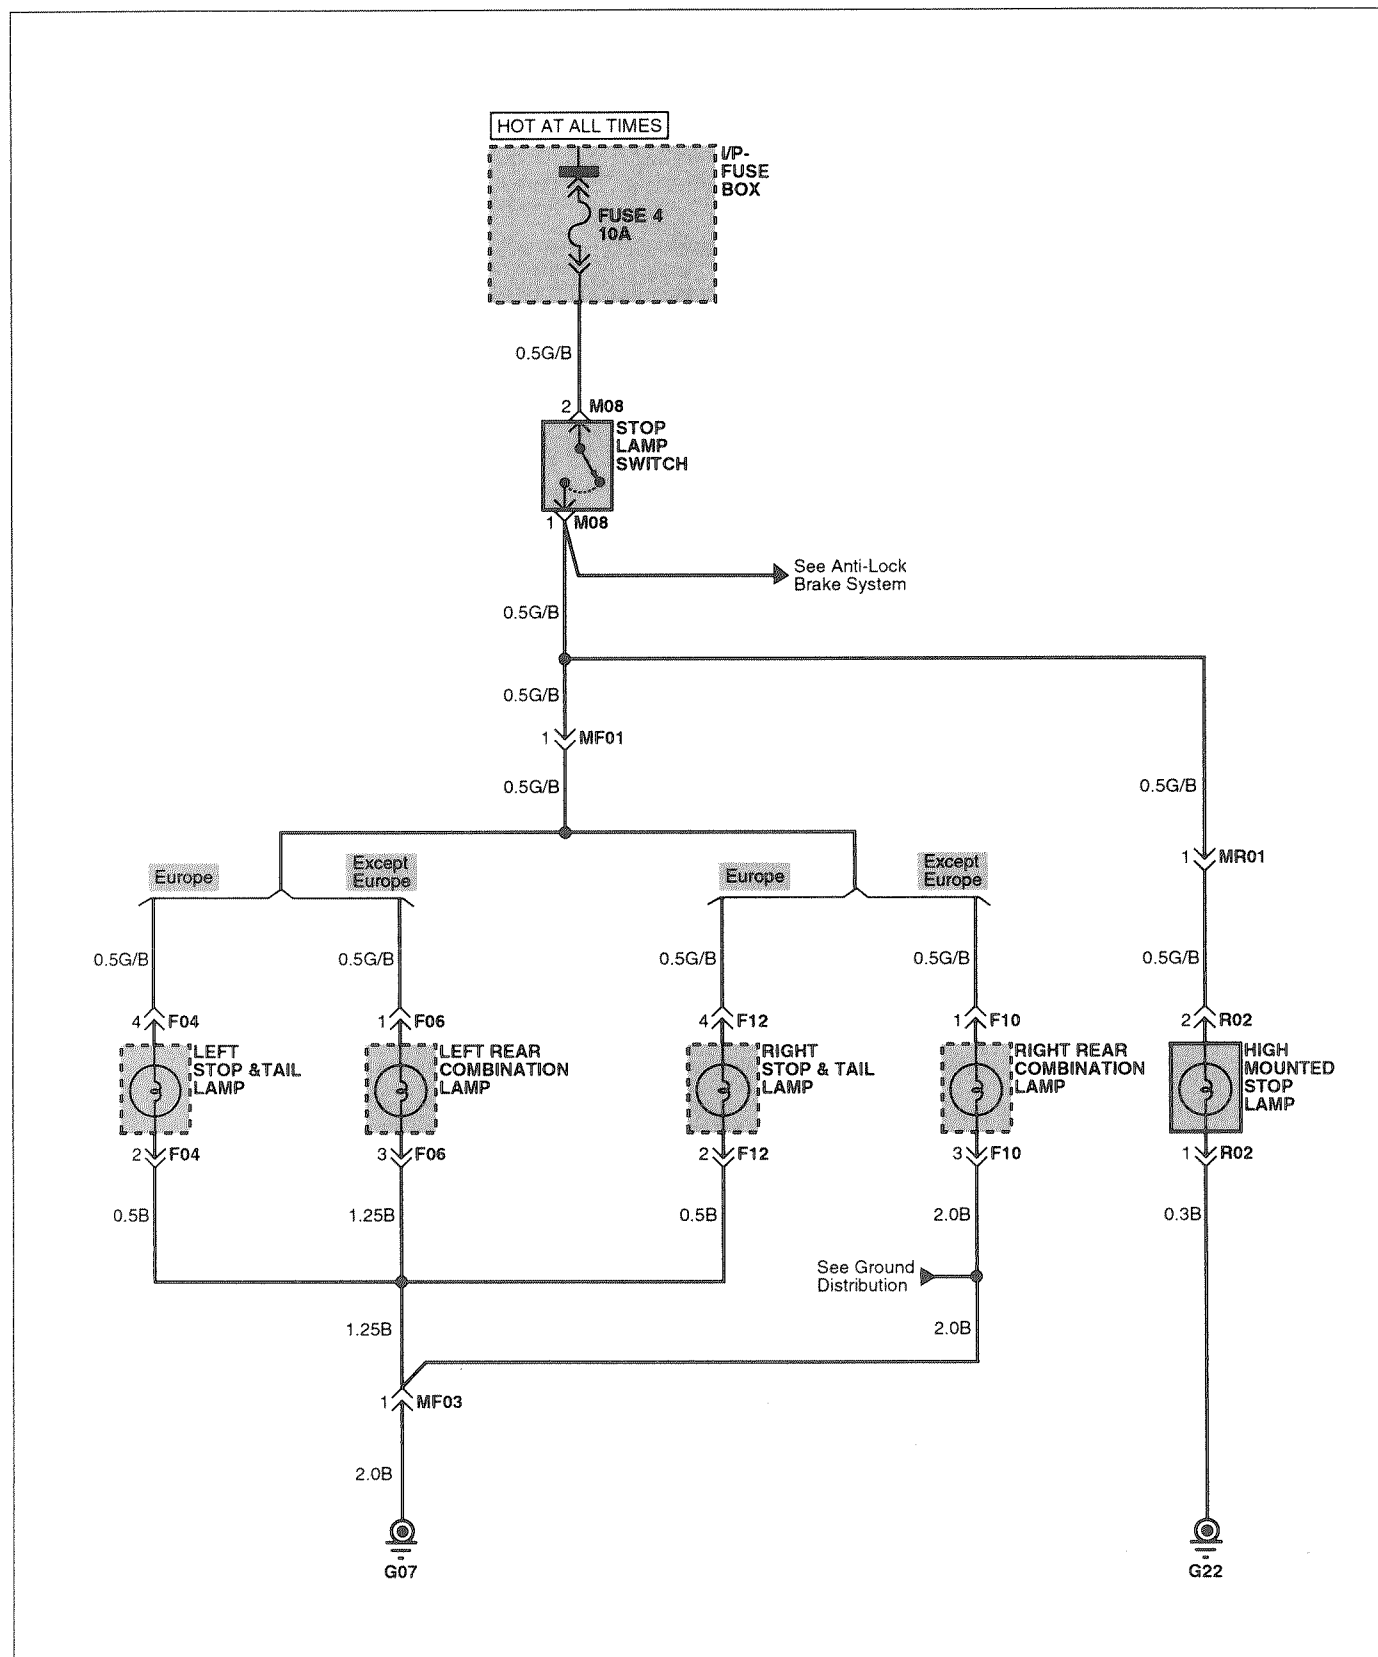 HOT AT ALL TIMES
I/P-
FUSE
BOX
FUSE 4
10A
0.5G/B
2 M08
STOP
LAMP
SWITCH
1 M08
See Anti-Lock
Brake System
0.5G/B
0.5G/B
1 MF01
0.5G/B
0.5G/B
1 MR01
Europe
Except
Europe
Europe
Except
Europe
0.5G/B
0.5G/B
0.5G/B
0.5G/B
0.5G/B
4 F04
1 F06
4 F12
1 F10
2 R02
LEFT
STOP &TAIL
LAMP
LEFT REAR
COMBINATION
LAMP
RIGHT
STOP & TAIL
LAMP
RIGHT REAR
COMBINATION
LAMP
HIGH
MOUNTED
STOP
LAMP
2 F04
3 F06
2 F12
3 F10
1 R02
0.5B
1.25B
0.5B
2.0B
0.3B
See Ground
Distribution
1.25B
2.0B
1 MF03
2.0B
G07
G22